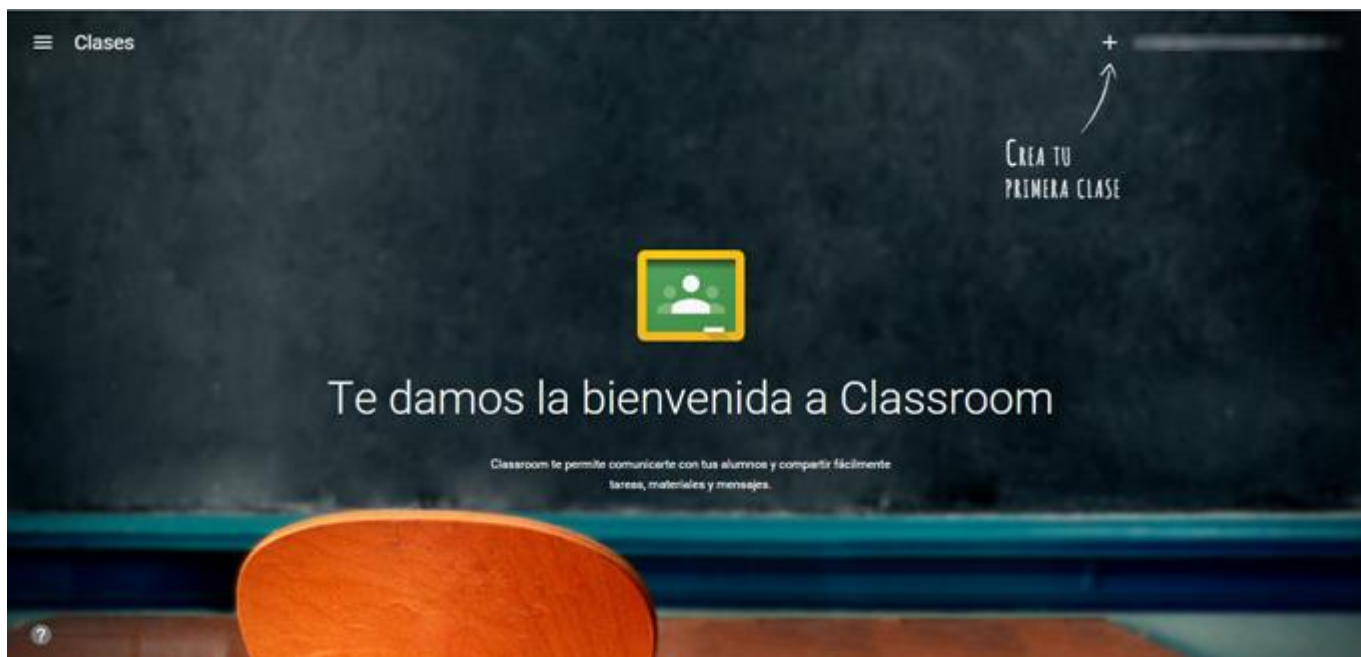 Clases
+
CREA TU
PRIMERA CLASE
Te damos la bienvenida a Classroom
Classroom te permite comunicarte con tus alumnos y compartir fácilmente
tareas, materiales y mensajes.
?